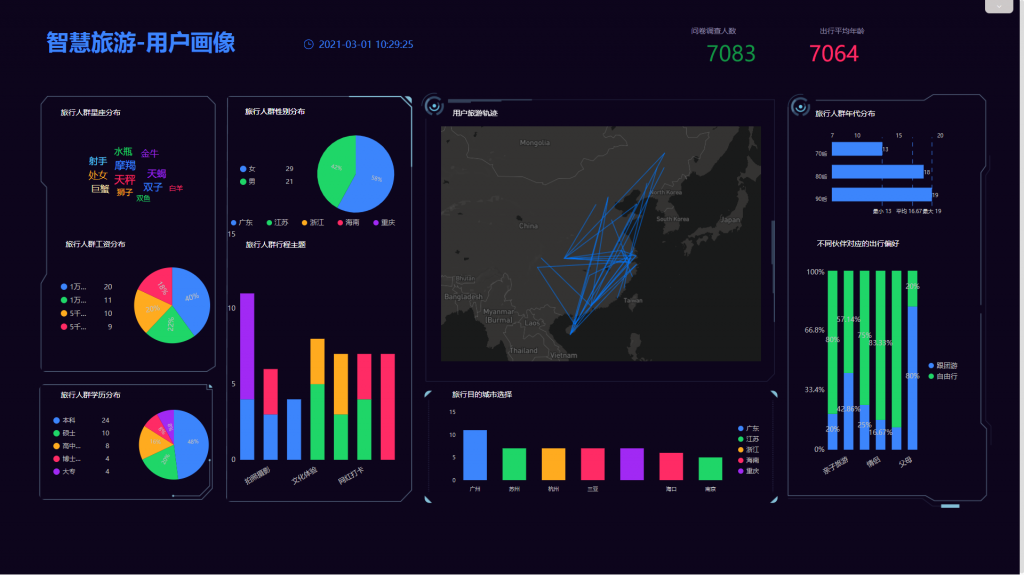 智慧旅游-用户画像
2021-03-01 10:29:25
问卷调查人数
7083
出行平均年龄
7064
旅行人群星座分布
水瓶 金牛
射手 摩羯
处女 天秤 天蝎
巨蟹 狮子 双子 白羊
双鱼
旅行人群工资分布
1万... 20
1万... 11
5千... 10
5千... 9
40%
22%
18%
旅行人群学历分布
本科 24
硕士 10
高中... 8
博士... 4
大专 4
48%
旅行人群性别分布
女 29
男 21
42%
58%
广东 江苏 浙江 海南 重庆
旅行人群行程主题
15
10
5
0
拍照摄影 文化体验 网红打卡
用户旅游轨迹
Mongolia
North Korea
South Korea
Japan
China
Bhutan
Bangladesh
Myanmar
(Burma)
Laos
Taiwan
Thailand
Vietnam
旅行目的城市选择
15
10
5
0
广州 苏州 杭州 三亚 海口 南京
广东
江苏
浙江
海南
重庆
旅行人群年代分布
7 10 15 20
70后 13
80后 18
90后 19
最小 13 平均 16.67 最大 19
不同伙伴对应的出行偏好
100%
66.8%
33.4%
0%
80%
57.14%
75%
83.33%
20%
20%
42.86%
25%
16.67%
80%
亲子旅游 情侣 父母
跟团游
自由行